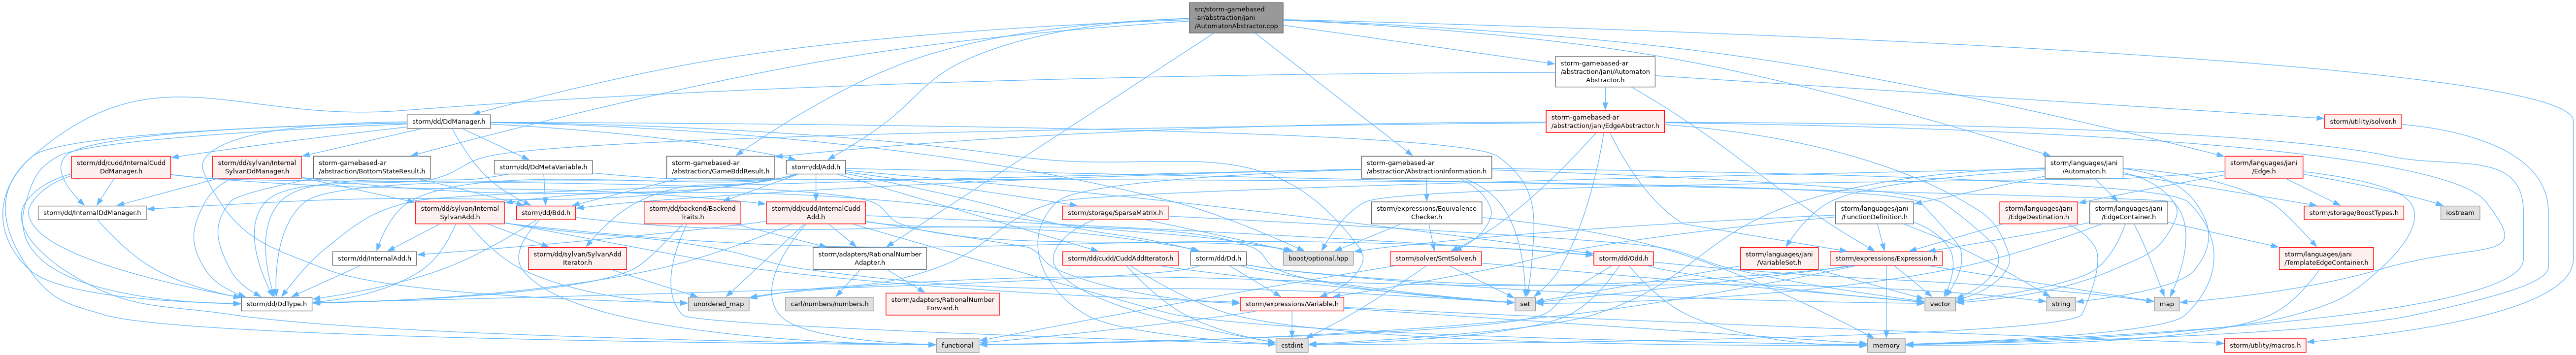 src/storm-gamebased
-ar/abstraction/jani
/AutomatonAbstractor.cpp
storm-gamebased-ar
/abstraction/jani/Automaton
Abstractor.h
storm/dd/DdManager.h
storm-gamebased-ar
/abstraction/jani/EdgeAbstractor.h
storm/utility/solver.h
storm/dd/cudd/InternalCudd
DdManager.h
storm/dd/sylvan/Internal
SylvanDdManager.h
storm-gamebased-ar
/abstraction/BottomStateResult.h
storm/dd/DdMetaVariable.h
storm-gamebased-ar
/abstraction/GameBddResult.h
storm/dd/Add.h
storm-gamebased-ar
/abstraction/AbstractionInformation.h
storm/languages/jani
/Automaton.h
storm/languages/jani
/Edge.h
storm/dd/InternalDdManager.h
storm/dd/sylvan/Internal
SylvanAdd.h
storm/dd/Bdd.h
storm/dd/backend/Backend
Traits.h
storm/dd/cudd/InternalCudd
Add.h
storm/storage/SparseMatrix.h
storm/expressions/Equivalence
Checker.h
storm/languages/jani
/FunctionDefinition.h
storm/languages/jani
/EdgeDestination.h
storm/languages/jani
/EdgeContainer.h
storm/storage/BoostTypes.h
iostream
storm/dd/InternalAdd.h
storm/dd/sylvan/SylvanAdd
Iterator.h
storm/adapters/RationalNumber
Adapter.h
storm/dd/cudd/CuddAddIterator.h
storm/dd/Dd.h
boost/optional.hpp
storm/solver/SmtSolver.h
storm/dd/Odd.h
storm/languages/jani
/VariableSet.h
storm/expressions/Expression.h
storm/languages/jani
/TemplateEdgeContainer.h
storm/dd/DdType.h
unordered_map
carl/numbers/numbers.h
storm/adapters/RationalNumber
Forward.h
storm/expressions/Variable.h
set
vector
string
map
functional
cstdint
memory
storm/utility/macros.h